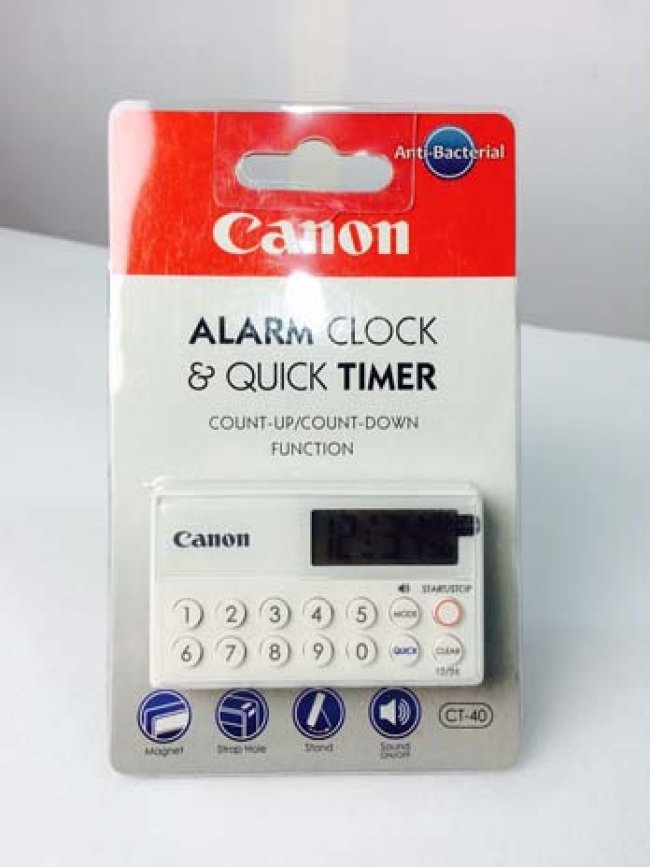 Anti-Bacterial
Canon
ALARM CLOCK
& QUICK TIMER
COUNT-UP/COUNT-DOWN
FUNCTION
Canon
START/STOP
1 2 3 4 5 MODE
6 7 8 9 0 QUICK CLEAR
Magnet
Strap Hole
Stand
Sound
On/Off
CT-40